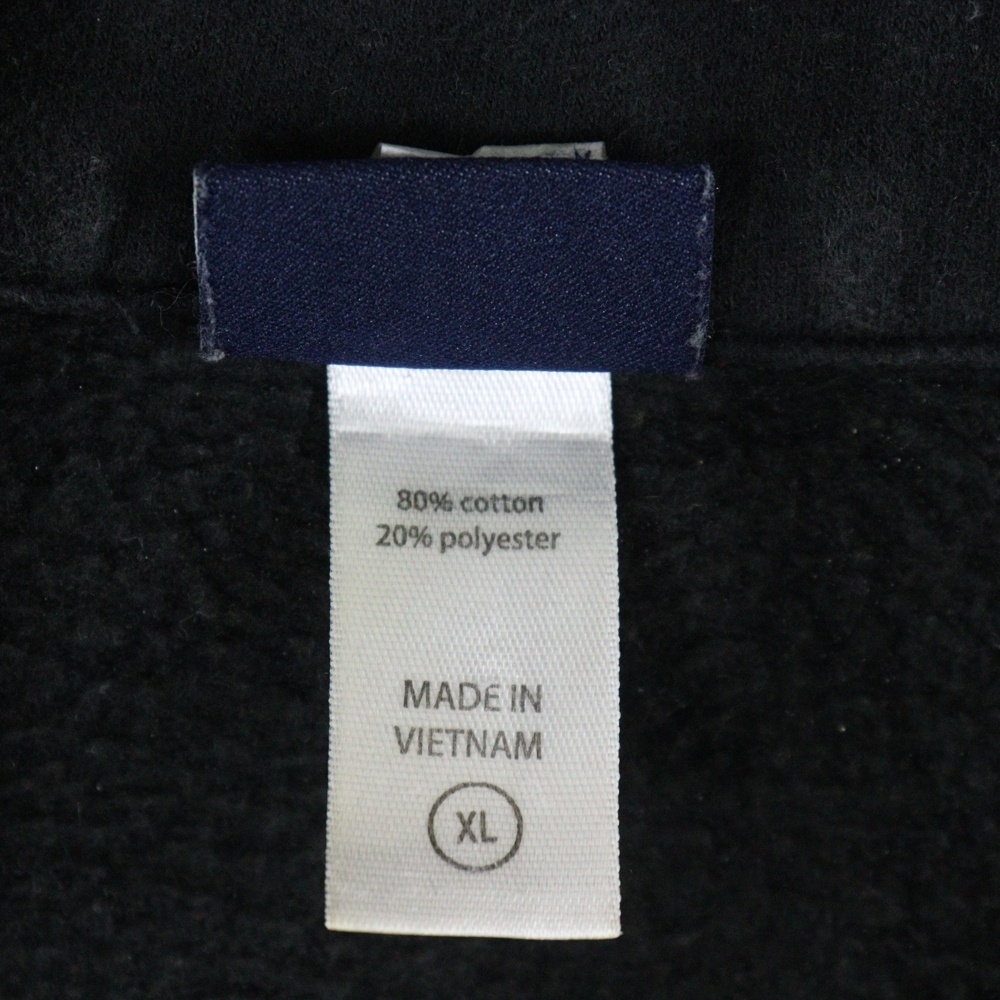 80% cotton
20% polyester
MADE IN
VIETNAM
XL